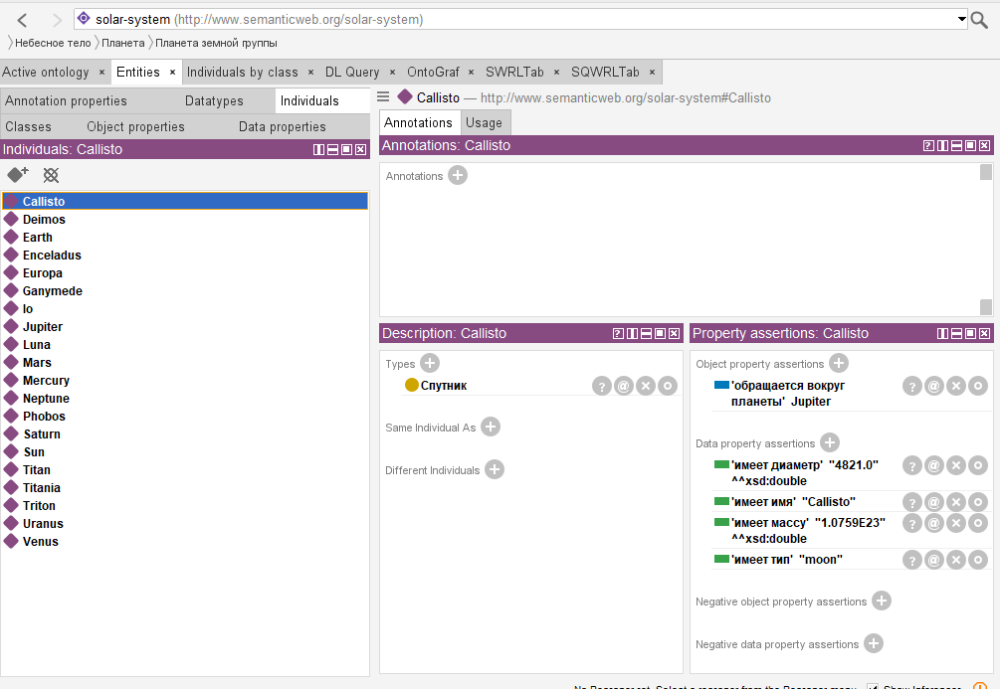 solar-system (http://www.semanticweb.org/solar-system)
Небесное тело Планета Планета земной группы
Active ontology × Entities × Individuals by class × DL Query × OntoGraf × SWRLTab × SQWRLTab ×
Annotation properties Datatypes Individuals
Classes Object properties Data properties
Individuals: Callisto
Callisto
Deimos
Earth
Enceladus
Europa
Ganymede
Io
Jupiter
Luna
Mars
Mercury
Neptune
Phobos
Saturn
Sun
Titan
Titania
Triton
Uranus
Venus
Callisto — http://www.semanticweb.org/solar-system#Callisto
Annotations Usage
Annotations: Callisto
Annotations
Description: Callisto
Types
Спутник
Same Individual As
Different Individuals
Property assertions: Callisto
Object property assertions
'обращается вокруг
планеты' Jupiter
Data property assertions
'имеет диаметр' "4821.0"
^^xsd:double
'имеет имя' "Callisto"
'имеет массу' "1.0759E23"
^^xsd:double
'имеет тип' "moon"
Negative object property assertions
Negative data property assertions
No Reasoner set. Select a reasoner from the Reasoner menu Show Inferences